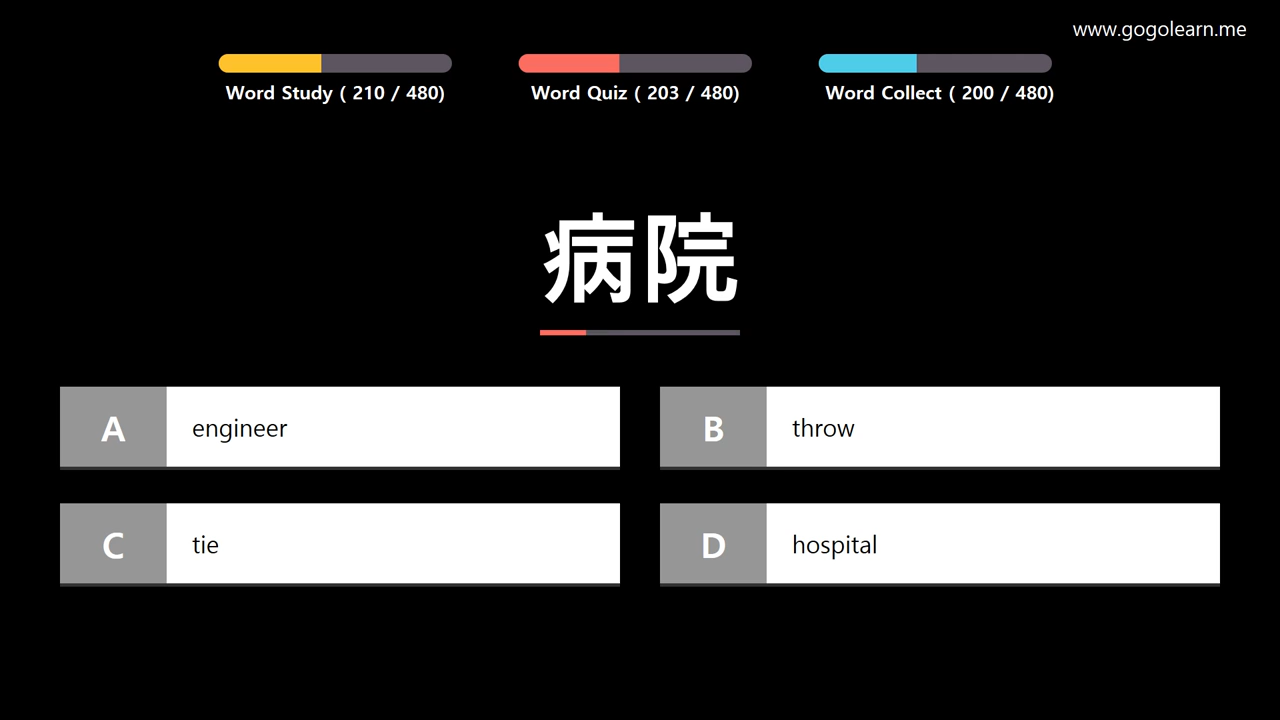 www.gogolearn.me
Word Study ( 210 / 480)
Word Quiz ( 203 / 480)
Word Collect ( 200 / 480)
病院
A engineer
B throw
C tie
D hospital